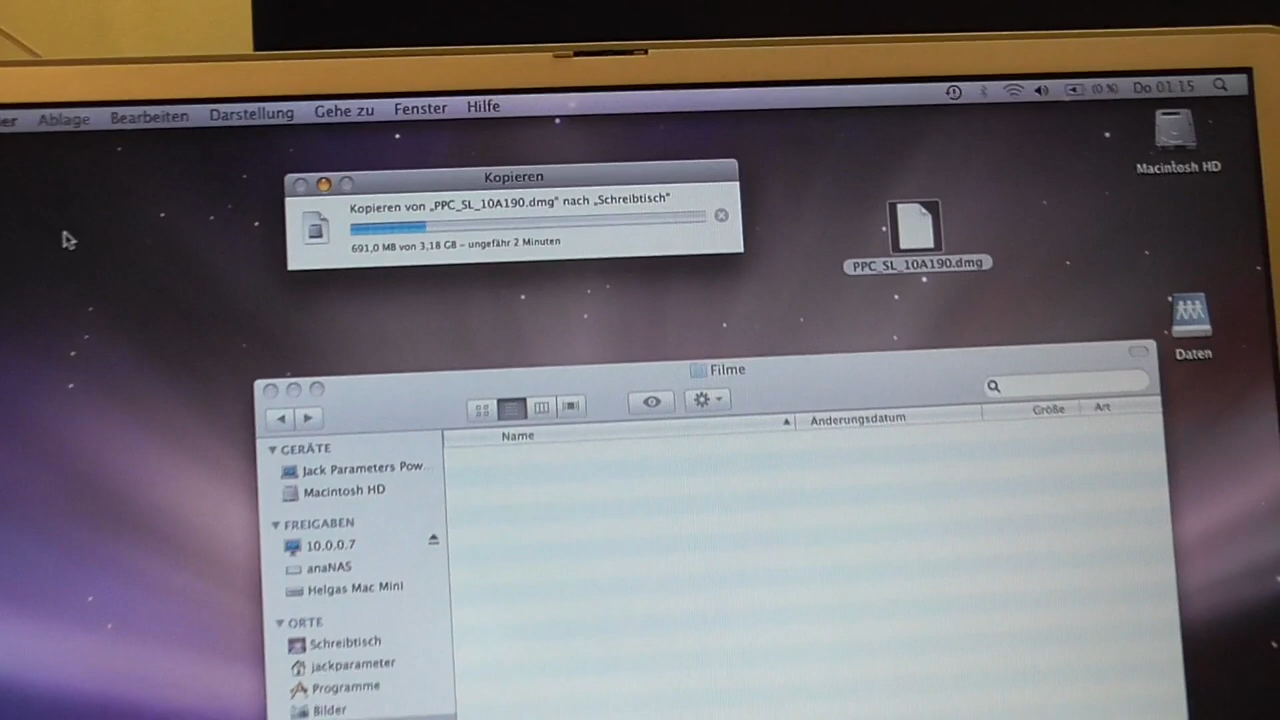 er Ablage Bearbeiten Darstellung Gehe zu Fenster Hilfe (0 %) Do 01:15
Macintosh HD
Kopieren
Kopieren von „PPC_SL_10A190.dmg" nach „Schreibtisch"
691,0 MB von 3,18 GB – ungefähr 2 Minuten
PPC_SL_10A190.dmg
Daten
Filme
Name Änderungsdatum Größe Art
GERÄTE
Jack Parameters Pow...
Macintosh HD
FREIGABEN
10.0.0.7
anaNAS
Helgas Mac Mini
ORTE
Schreibtisch
jackparameter
Programme
Bilder